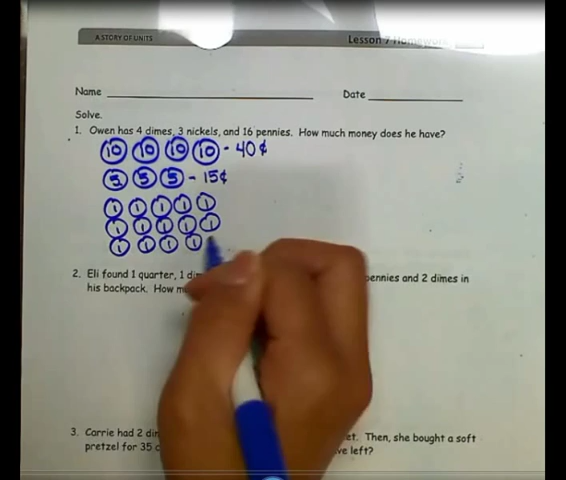 A STORY OF UNITS
Lesson 7 Homework
Name
Date
Solve.
1. Owen has 4 dimes, 3 nickels, and 16 pennies. How much money does he have?
10 10 10 10 - 40¢
5 5 5 - 15¢
1 1 1 1 1
1 1 1 1 1
1 1 1 1
2. Eli found 1 quarter, 1 pennies and 2 dimes in
his backpack. How
3. Carrie had 2 Then, she bought a soft
pretzel for 35 left?